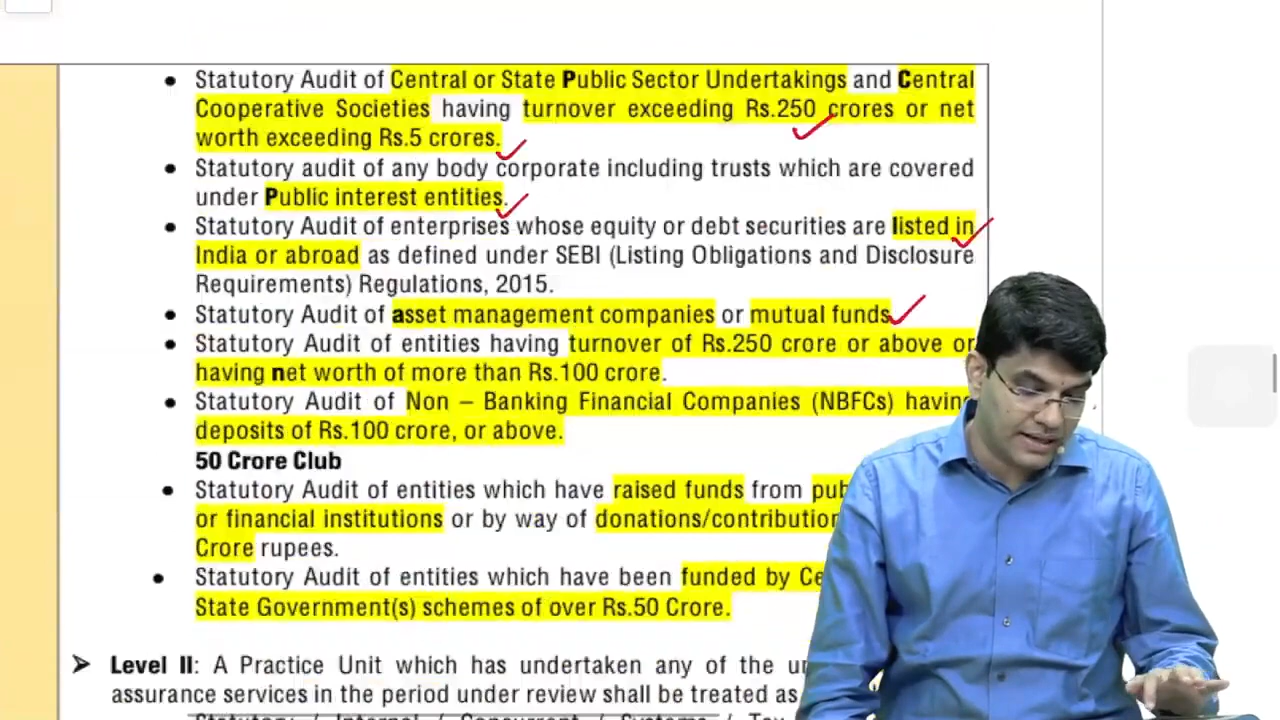 • Statutory Audit of Central or State Public Sector Undertakings and Central
Cooperative Societies having turnover exceeding Rs.250 crores or net
worth exceeding Rs.5 crores.
• Statutory audit of any body corporate including trusts which are covered
under Public interest entities.
• Statutory Audit of enterprises whose equity or debt securities are listed in
India or abroad as defined under SEBI (Listing Obligations and Disclosure
Requirements) Regulations, 2015.
• Statutory Audit of asset management companies or mutual funds
• Statutory Audit of entities having turnover of Rs.250 crore or above or
having net worth of more than Rs.100 crore.
• Statutory Audit of Non – Banking Financial Companies (NBFCs) having
deposits of Rs.100 crore, or above.
50 Crore Club
• Statutory Audit of entities which have raised funds from
or financial institutions or by way of
Crore rupees.
• Statutory Audit of entities which have been funded by
State Government(s) schemes of over Rs.50 Crore.
➤ Level II: A Practice Unit which has undertaken any of the
assurance services in the period under review shall be treated as
Statutory / Internal / Concurrent / Systems / Tax